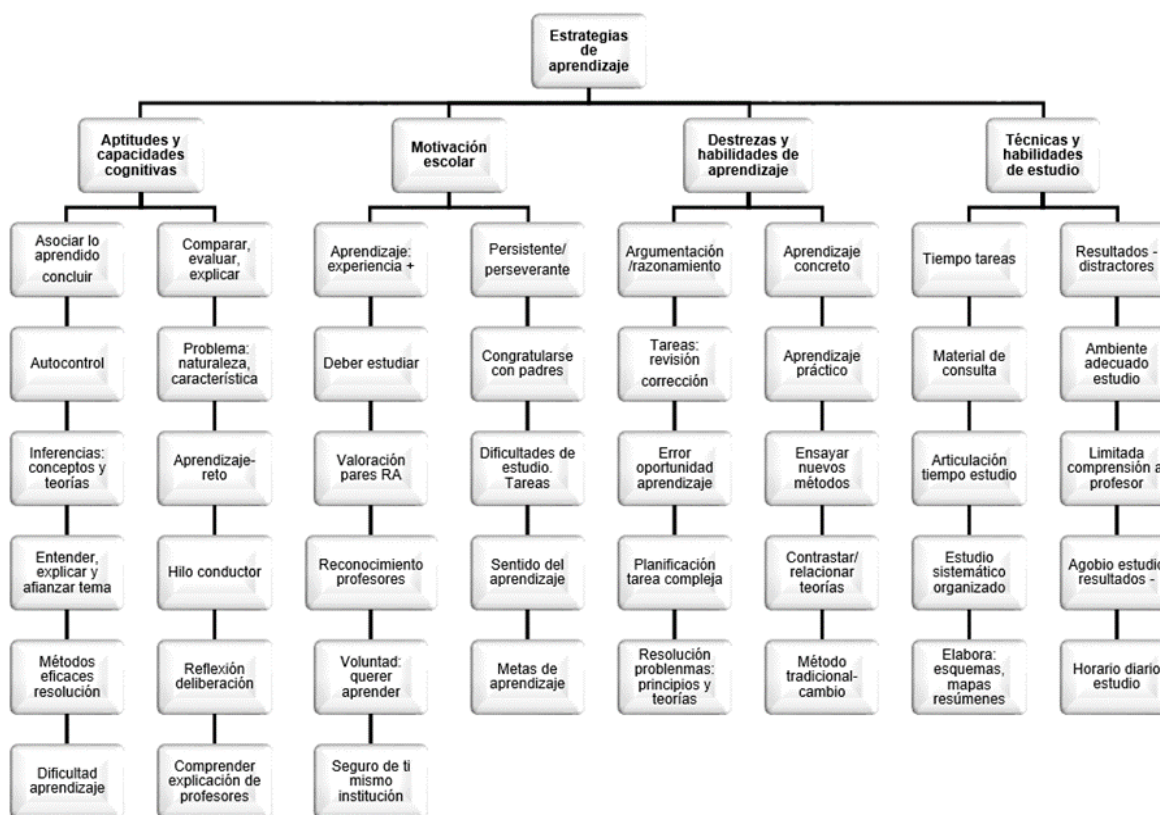 Estrategias
de
aprendizaje
Aptitudes y
capacidades
cognitivas
Motivación
escolar
Destrezas y
habilidades de
aprendizaje
Técnicas y
habilidades
de estudio
Asociar lo
aprendido
concluir
Comparar,
evaluar,
explicar
Aprendizaje:
experiencia +
Persistente/
perseverante
Argumentación
/razonamiento
Aprendizaje
concreto
Tiempo tareas
Resultados -
distractores
Autocontrol
Problema:
naturaleza,
característica
Deber estudiar
Congratularse
con padres
Tareas:
revisión
corrección
Aprendizaje
práctico
Material de
consulta
Ambiente
adecuado
estudio
Inferencias:
conceptos y
teorías
Aprendizaje-
reto
Valoración
pares RA
Dificultades de
estudio.
Tareas
Error
oportunidad
aprendizaje
Ensayar
nuevos
métodos
Articulación
tiempo estudio
Limitada
comprensión a
profesor
Entender,
explicar y
afianzar tema
Hilo conductor
Reconocimiento
profesores
Sentido del
aprendizaje
Planificación
tarea compleja
Contrastar/
relacionar
teorías
Estudio
sistemático
organizado
Agobio estudio
resultados -
Métodos
eficaces
resolución
Reflexión
deliberación
Voluntad:
querer
aprender
Metas de
aprendizaje
Resolución
problenmas:
principios y
teorías
Método
tradicional-
cambio
Elabora:
esquemas,
mapas
resúmenes
Horario diario
estudio
Dificultad
aprendizaje
Comprender
explicación de
profesores
Seguro de ti
mismo
institución